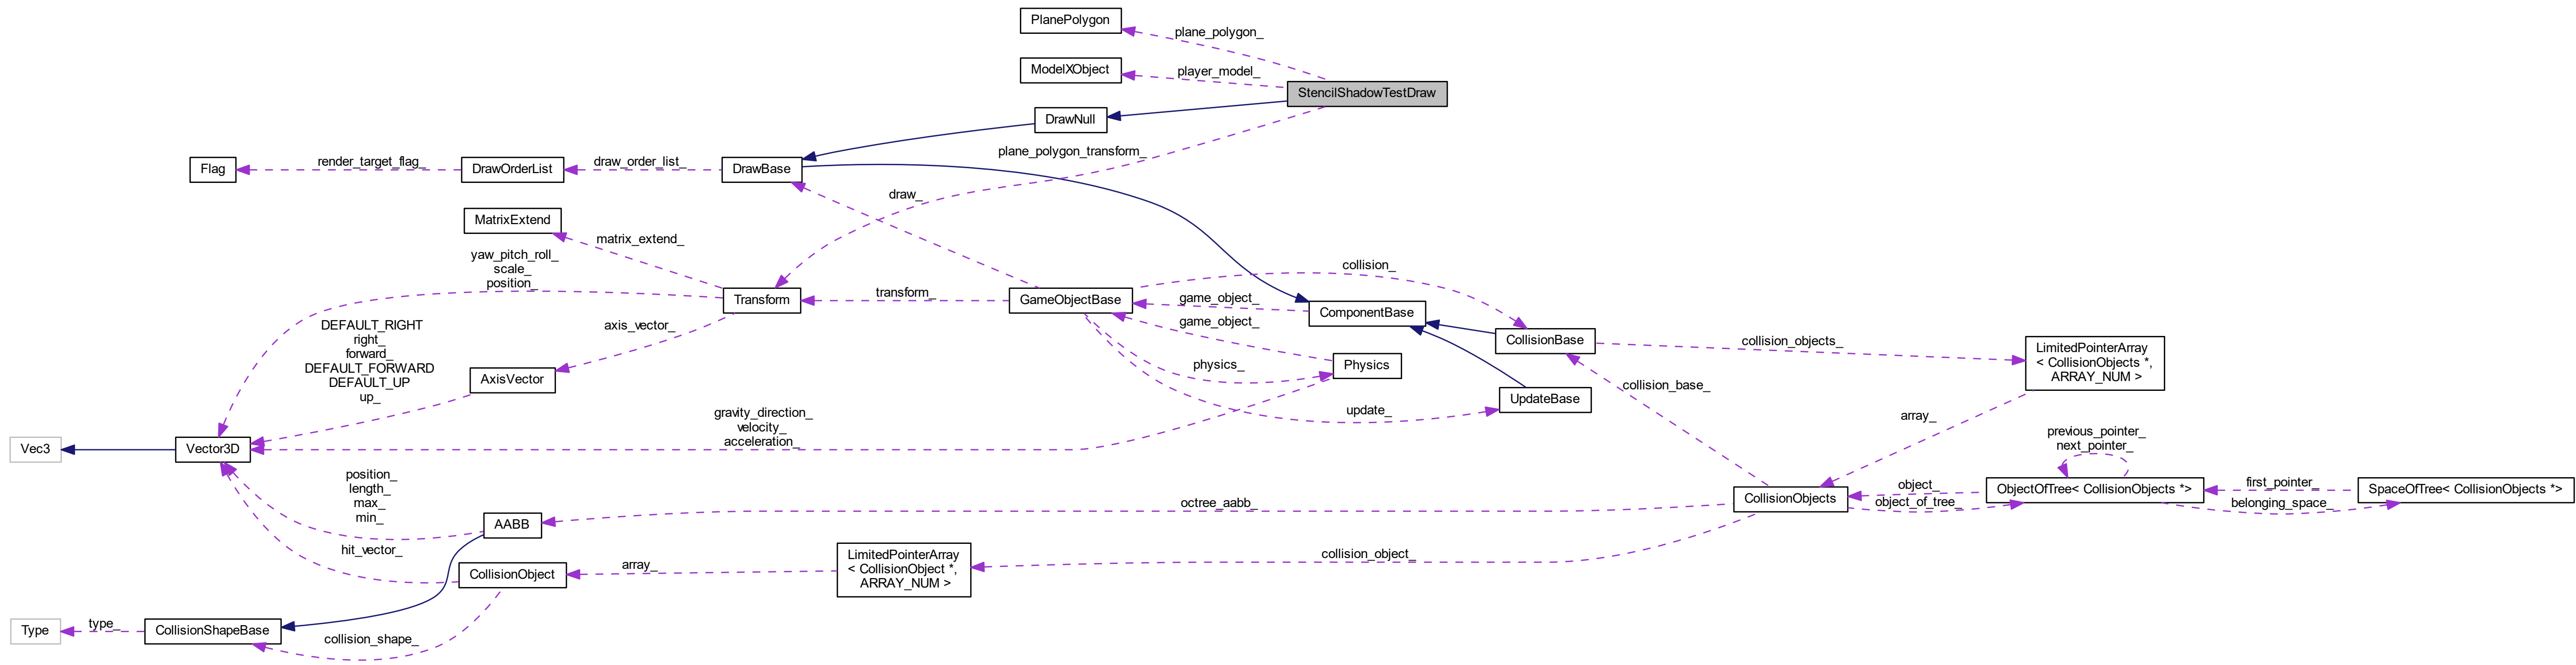 PlanePolygon
plane_polygon_
ModelXObject
player_model_
StencilShadowTestDraw
DrawNull
plane_polygon_transform_
Flag
render_target_flag_
DrawOrderList
draw_order_list_
DrawBase
draw_
MatrixExtend
matrix_extend_
yaw_pitch_roll_
scale_
position_
Transform
transform_
GameObjectBase
collision_
game_object_
ComponentBase
game_object_
DEFAULT_RIGHT
right_
forward_
DEFAULT_FORWARD
DEFAULT_UP
up_
axis_vector_
AxisVector
physics_
Physics
CollisionBase
collision_objects_
LimitedPointerArray
< CollisionObjects *,
ARRAY_NUM >
collision_base_
UpdateBase
update_
gravity_direction_
velocity_
acceleration_
array_
Vec3
Vector3D
previous_pointer_
next_pointer_
position_
length_
max_
min_
AABB
octree_aabb_
CollisionObjects
object_
object_of_tree_
ObjectOfTree< CollisionObjects *>
first_pointer_
belonging_space_
SpaceOfTree< CollisionObjects *>
hit_vector_
CollisionObject
array_
LimitedPointerArray
< CollisionObject *,
ARRAY_NUM >
collision_object_
Type
type_
CollisionShapeBase
collision_shape_